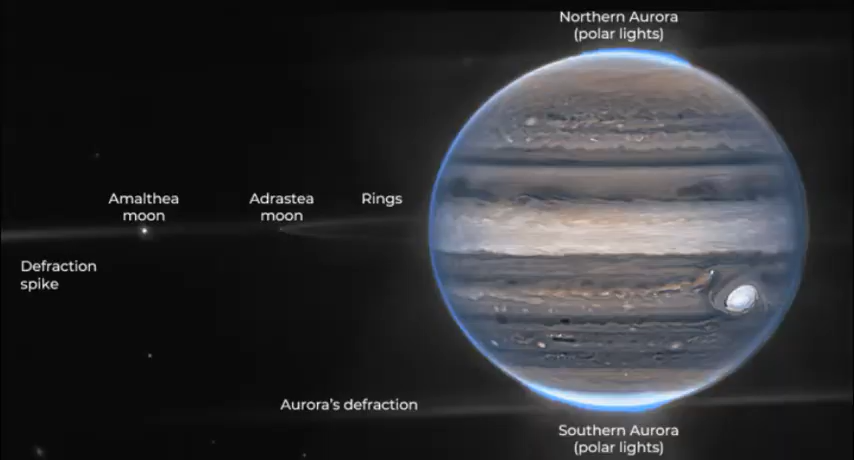 Northern Aurora
(polar lights)
Amalthea
moon
Adrastea
moon
Rings
Defraction
spike
Aurora's defraction
Southern Aurora
(polar lights)